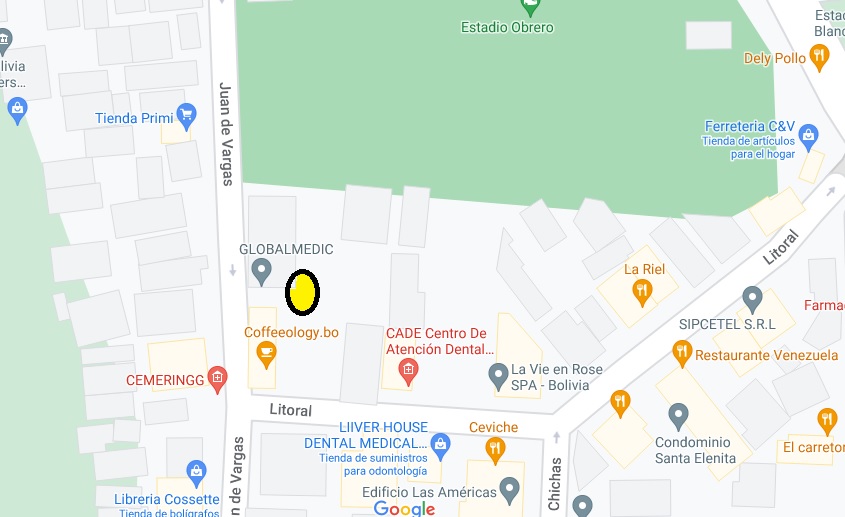 Estadio Obrero
Esta
Blanc
Dely Pollo
livia
ers...
Tienda Primi
Juan de Vargas
Ferreteria C&V
Tienda de artículos
para el hogar
GLOBALMEDIC
Litoral
La Riel
SIPCETEL S.R.L
Farmac
Coffeeology.bo
CADE Centro De
Atención Dental...
Restaurante Venezuela
CEMERINGG
La Vie en Rose
SPA - Bolivia
Litoral
LIIVER HOUSE
DENTAL MEDICAL...
Tienda de suministros
para odontología
Ceviche
Condominio
Santa Elenita
El carreton
n de Vargas
Chichas
Libreria Cossette
Tienda de bolígrafos
Edificio Las Américas
Google